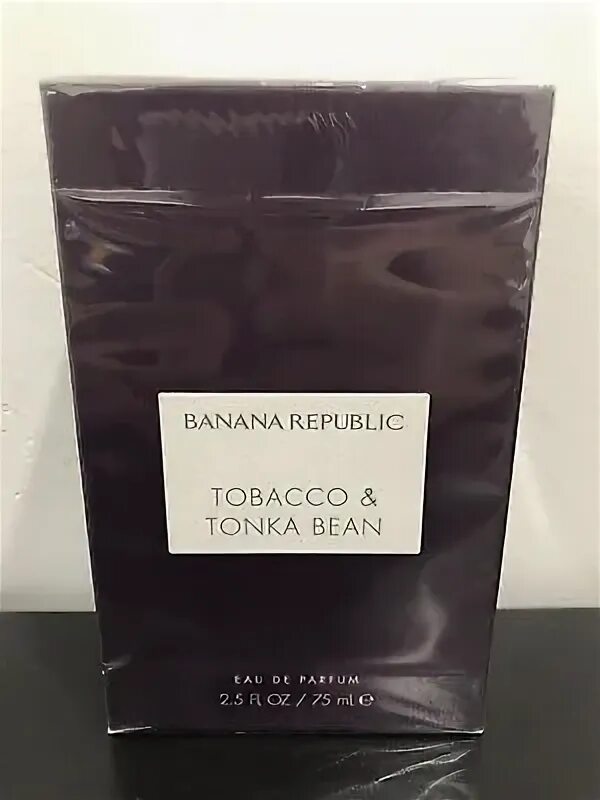 BANANA REPUBLIC
TOBACCO &
TONKA BEAN
EAU DE PARFUM
2.5 FL OZ / 75 ml ℮